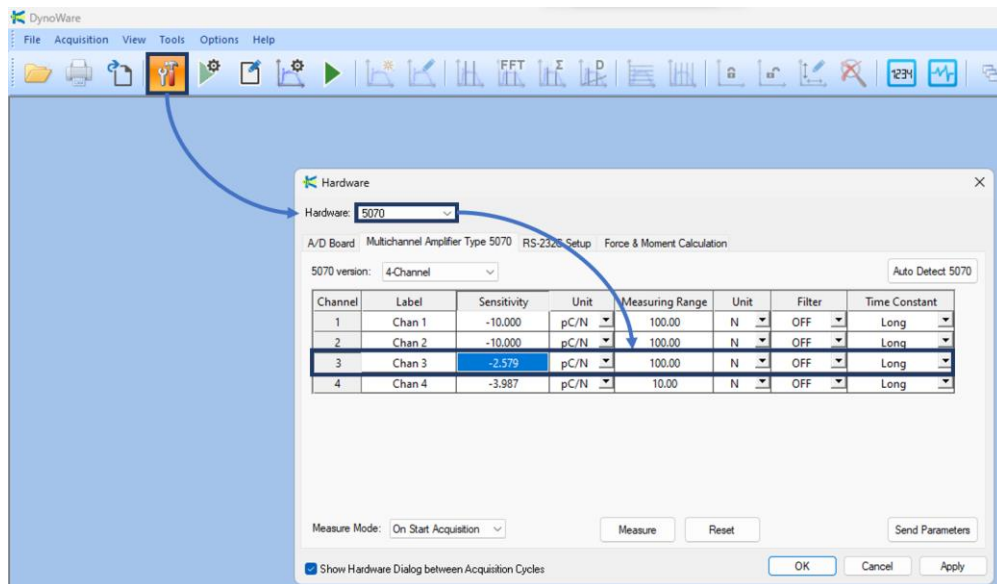 DynoWare
File Acquisition View Tools Options Help
FFT Σ D 1234
Hardware
Hardware: 5070
A/D Board Multichannel Amplifier Type 5070 RS-232C Setup Force & Moment Calculation
5070 version: 4-Channel Auto Detect 5070
Channel Label Sensitivity Unit Measuring Range Unit Filter Time Constant
1 Chan 1 -10.000 pC/N 100.00 N OFF Long
2 Chan 2 -10.000 pC/N 100.00 N OFF Long
3 Chan 3 -2.579 pC/N 100.00 N OFF Long
4 Chan 4 -3.987 pC/N 10.00 N OFF Long
Measure Mode: On Start Acquisition Measure Reset Send Parameters
Show Hardware Dialog between Acquisition Cycles OK Cancel Apply